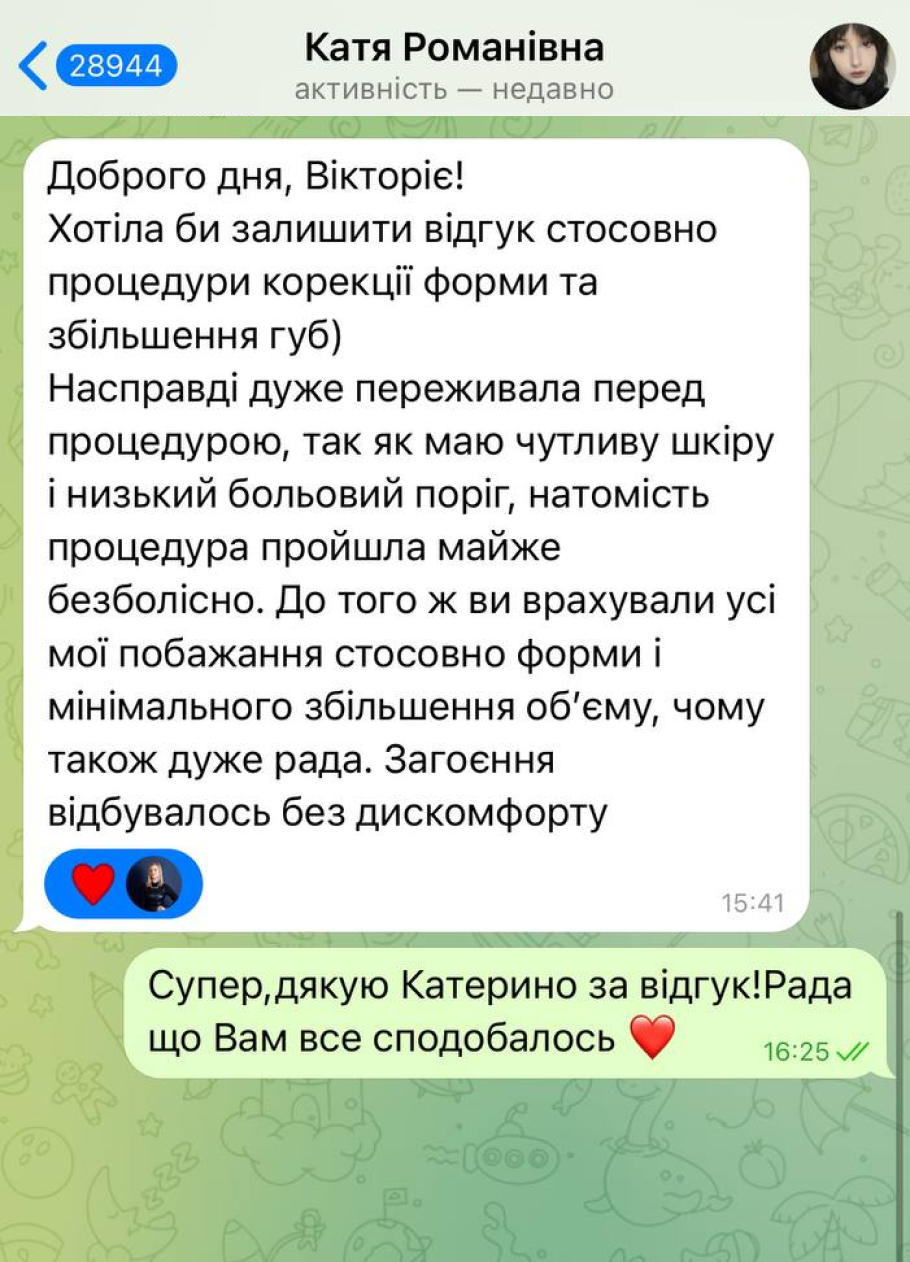 28944
Катя Романівна
активність — недавно
Доброго дня, Вікторіє!
Хотіла би залишити відгук стосовно
процедури корекції форми та
збільшення губ)
Насправді дуже переживала перед
процедурою, так як маю чутливу шкіру
і низький больовий поріг, натомість
процедура пройшла майже
безболісно. До того ж ви врахували усі
мої побажання стосовно форми і
мінімального збільшення об’єму, чому
також дуже рада. Загоєння
відбувалось без дискомфорту
❤️
15:41
Супер,дякую Катерино за відгук!Рада
що Вам все сподобалось ❤️
16:25